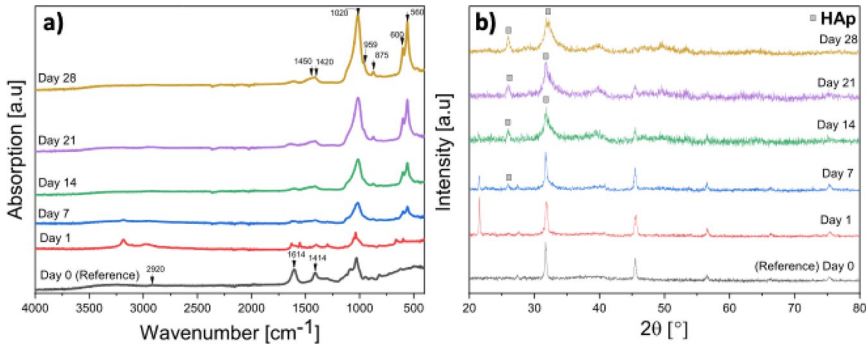 a)
1020
560
959
600
1450
1420
875
Day 28
Day 21
Day 14
Day 7
Day 1
Day 0 (Reference)
2920
1614
1414
Absorption [a.u]
4000 3500 3000 2500 2000 1500 1000 500
Wavenumber [cm-1]
b)
HAp
Day 28
Day 21
Day 14
Day 7
Day 1
(Reference) Day 0
Intensity [a.u]
20 30 40 50 60 70 80
2θ [°]